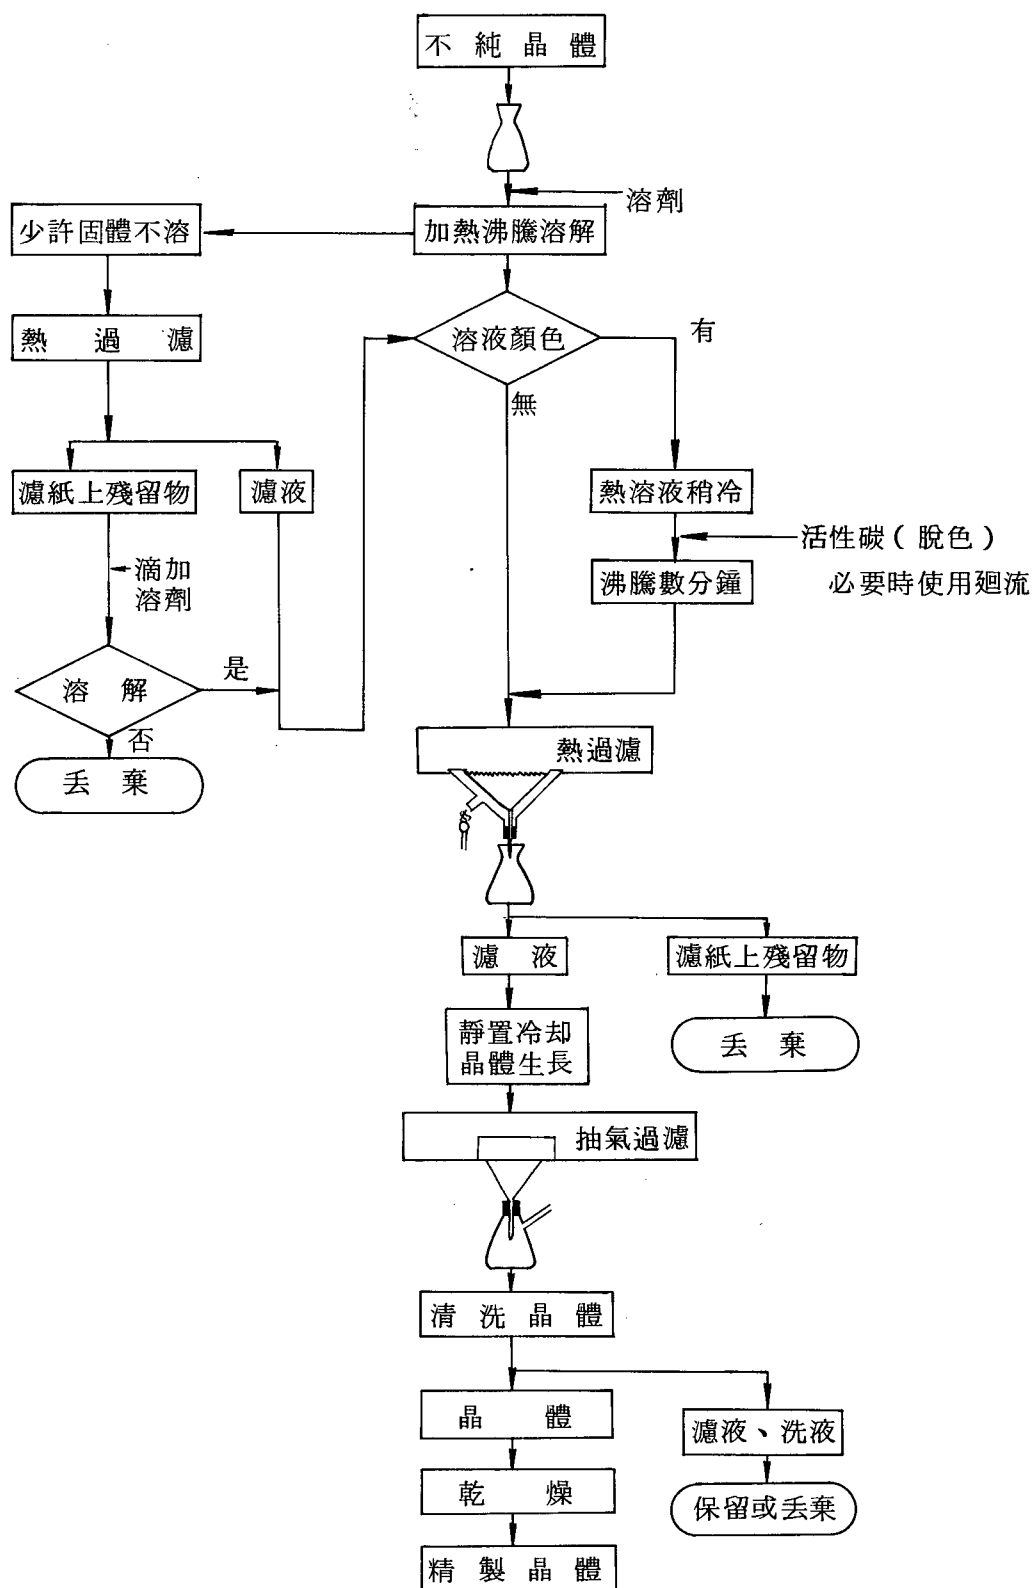 不純晶體
溶劑
少許固體不溶
加熱沸騰溶解
熱過濾
溶液顏色
有
無
濾紙上殘留物
濾液
熱溶液稍冷
活性碳(脫色)
必要時使用廻流
沸騰數分鐘
滴加
溶劑
溶解
是
否
丟棄
熱過濾
濾液
濾紙上殘留物
靜置冷却
晶體生長
丟棄
抽氣過濾
清洗晶體
晶體
濾液、洗液
乾燥
保留或丟棄
精製晶體